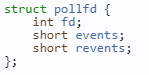 struct pollfd {
    int fd;
    short events;
    short revents;
};